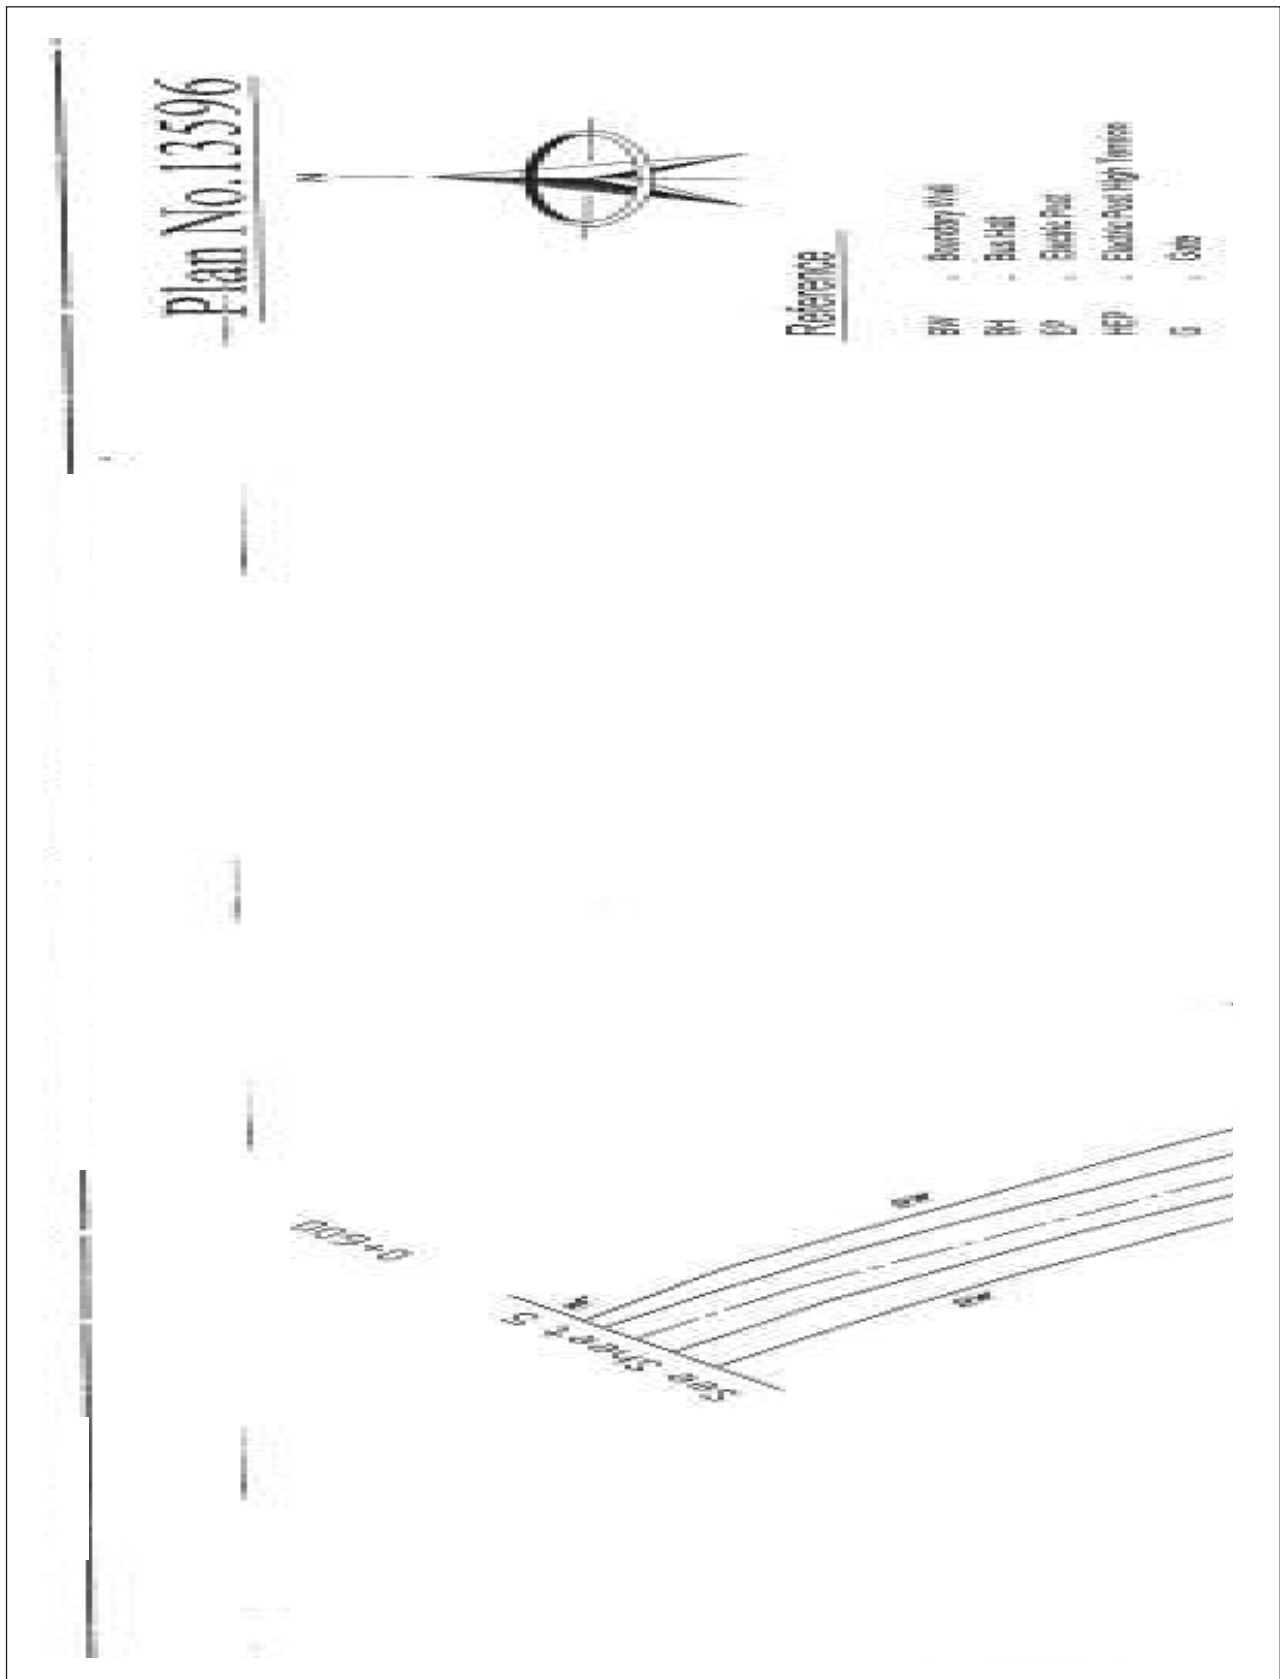 Plan No.13596
N
Reference
BW - Boundary Wall
BH - Bus Halt
EP - Electric Post
HEP - Electric Post High Tension
G - Gate
0+600
See Sheet 5